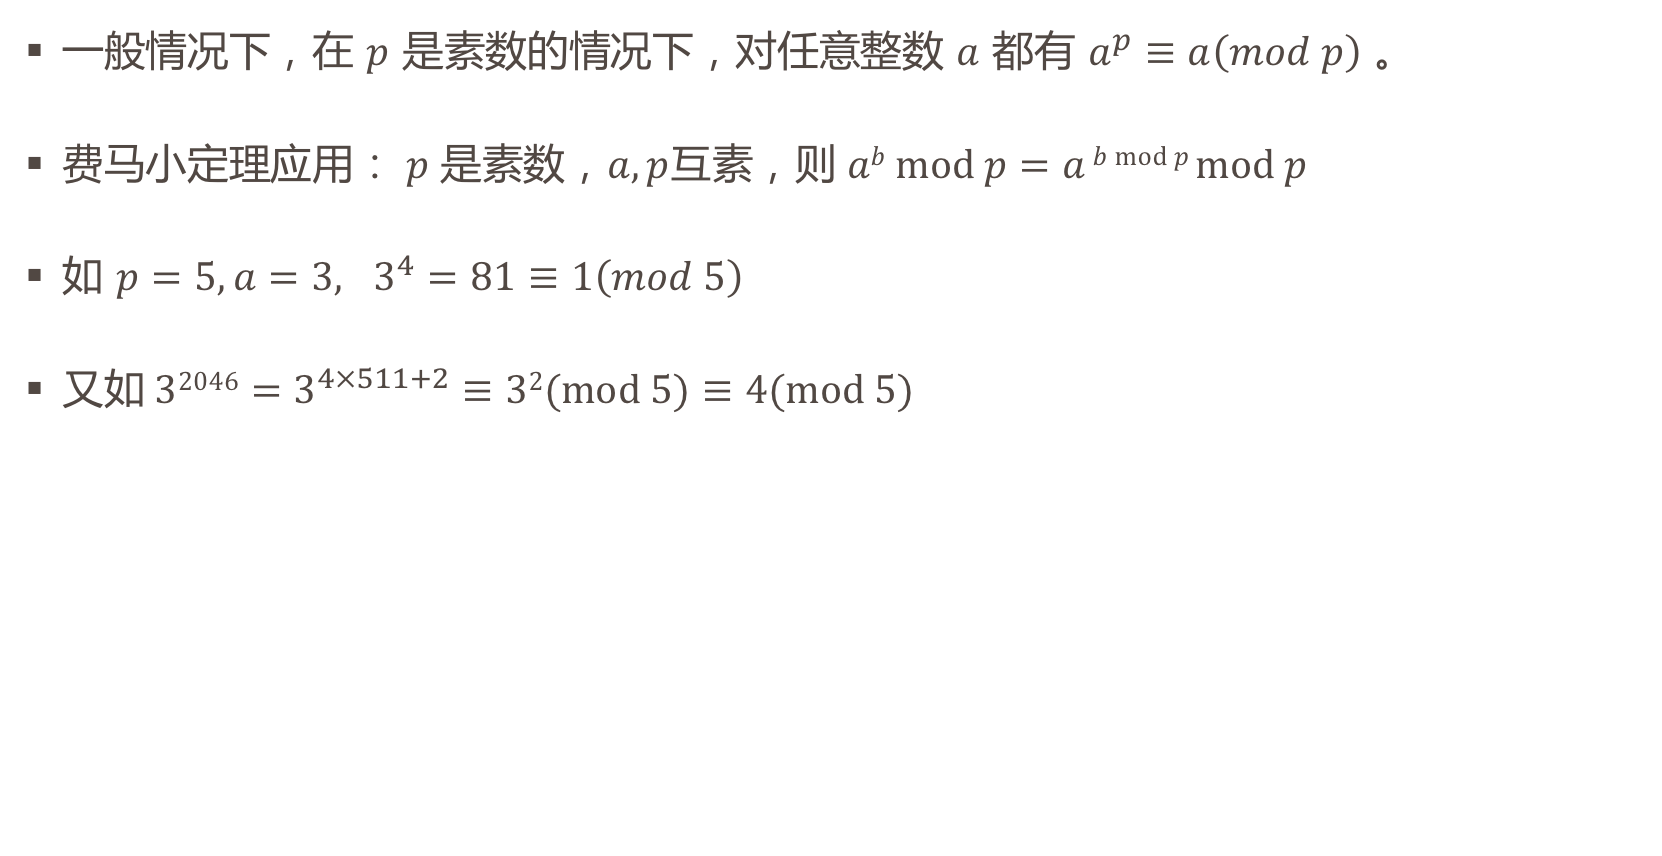 ▪ 一般情况下，在 p 是素数的情况下，对任意整数 a 都有 a^p ≡ a(mod p) 。
▪ 费马小定理应用： p 是素数，a,p互素，则 a^b mod p = a^{b mod p} mod p
▪ 如 p = 5, a = 3, 3^4 = 81 ≡ 1(mod 5)
▪ 又如 3^{2046} = 3^{4×511+2} ≡ 3^2(mod 5) ≡ 4(mod 5)